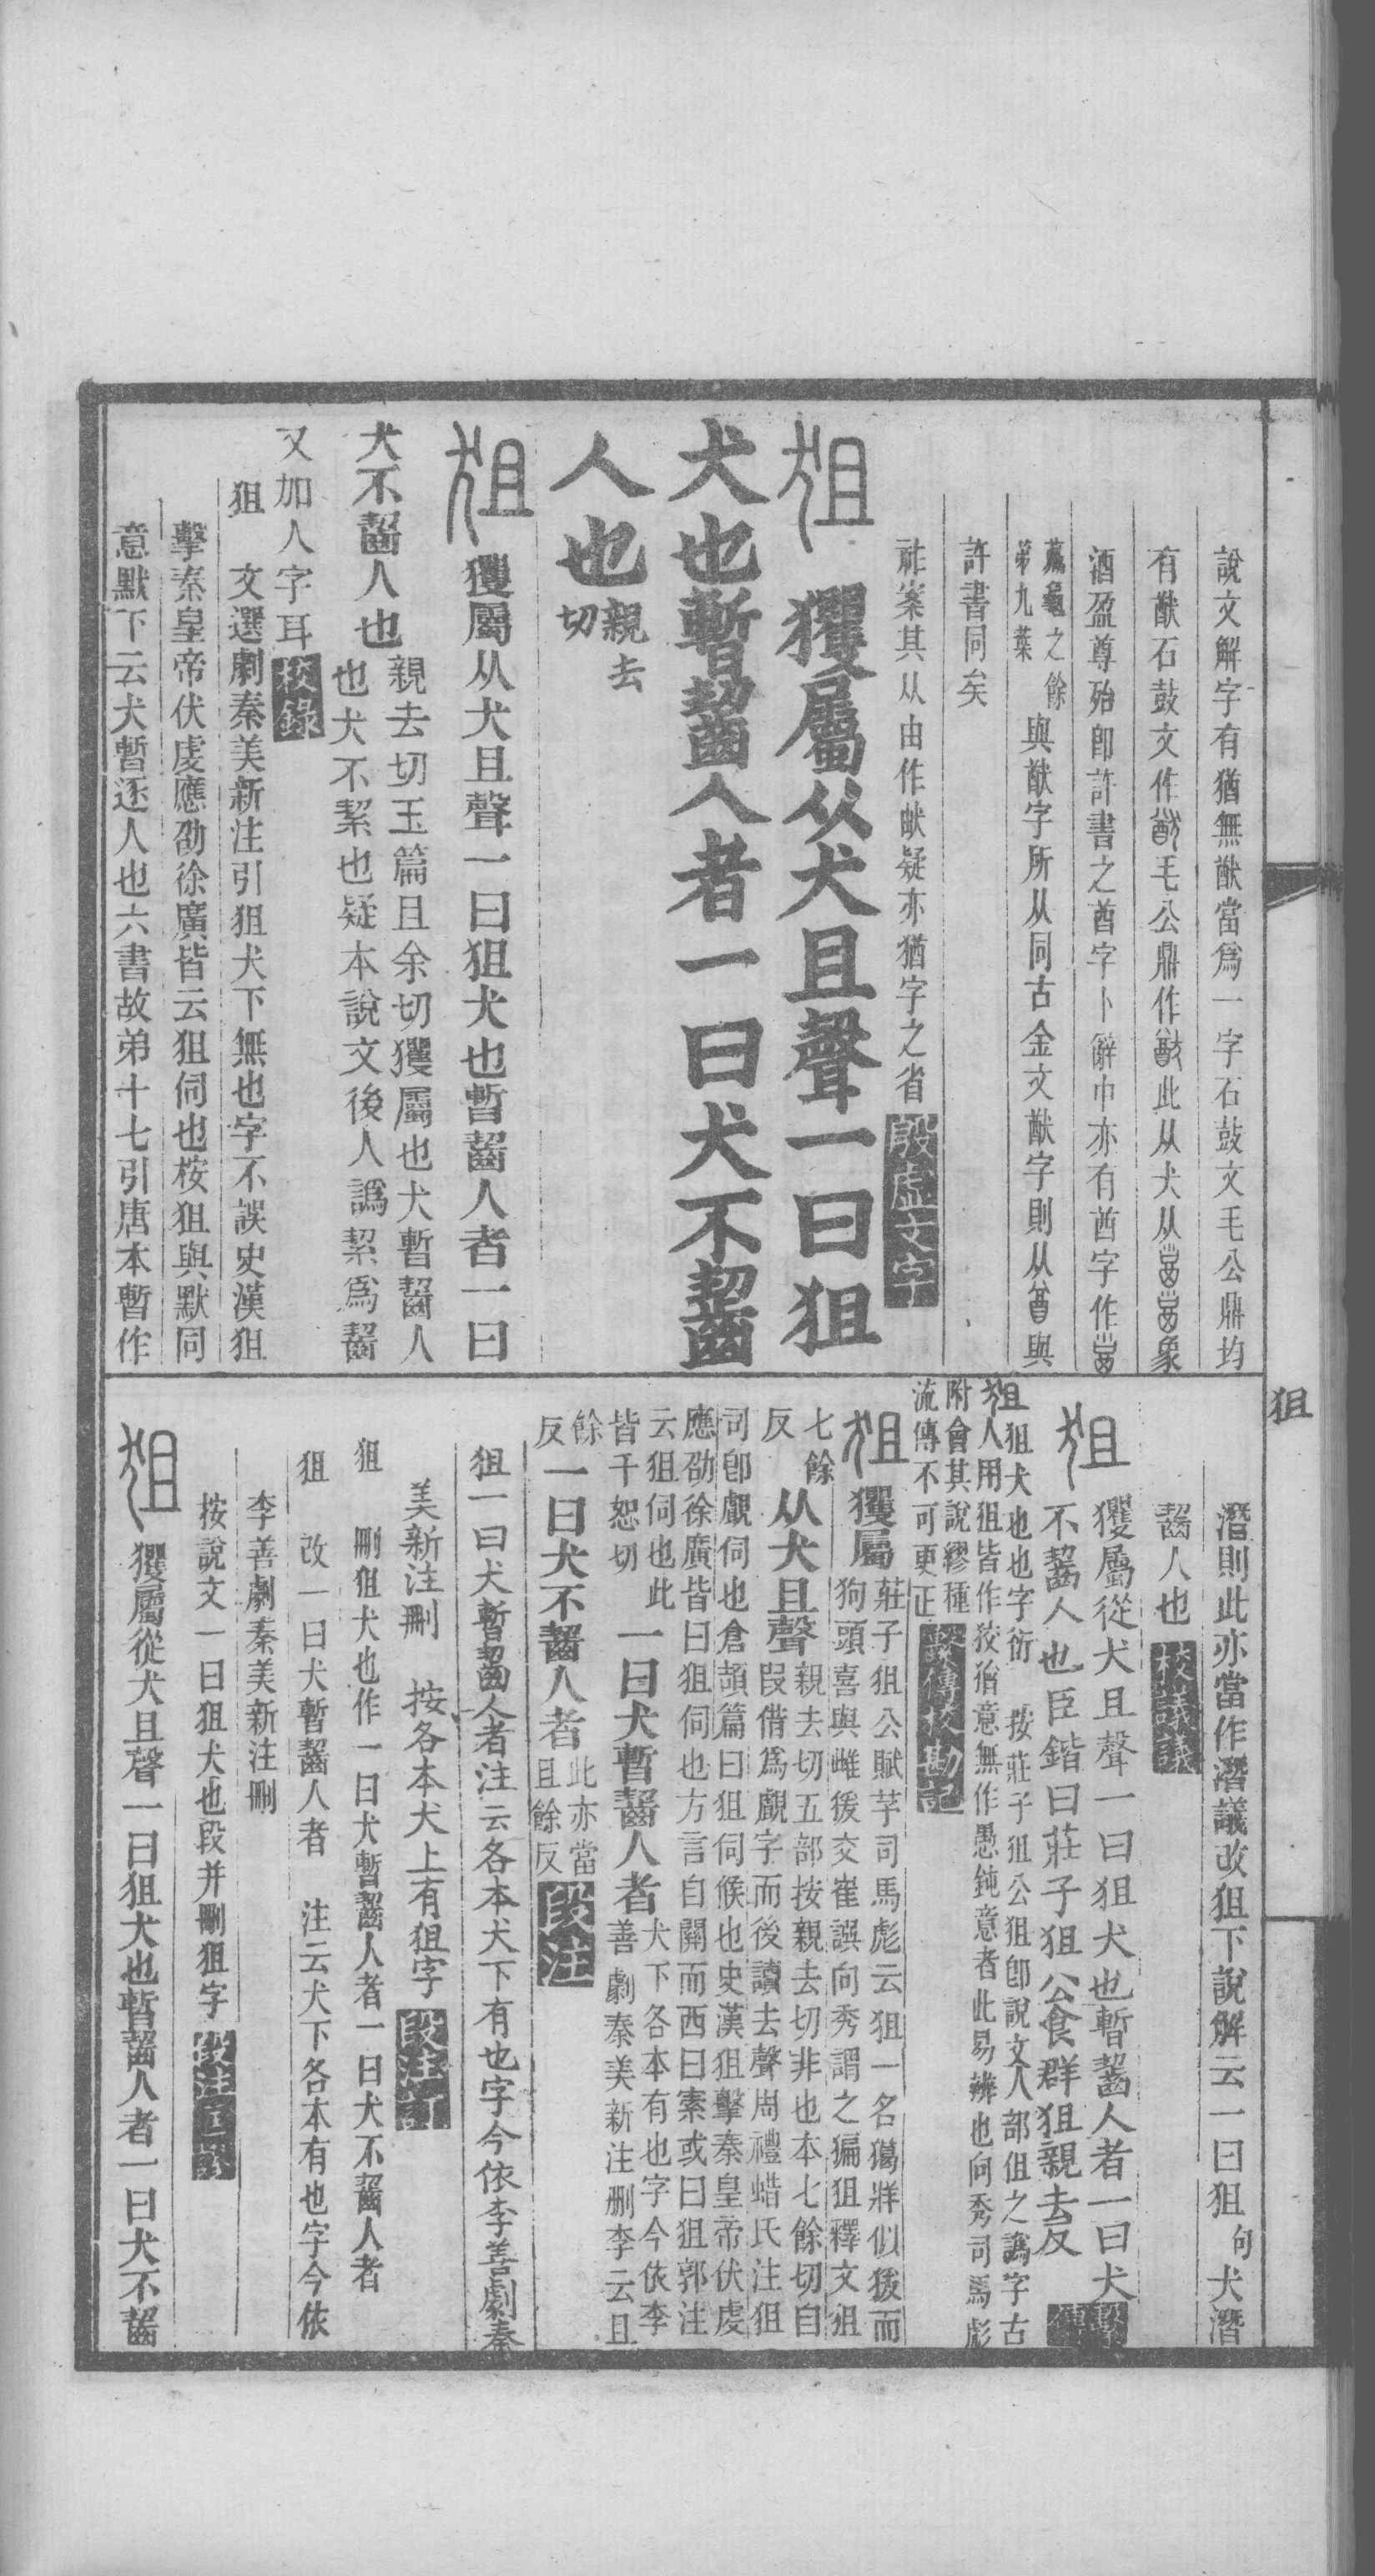 說文解字有猶無猷當爲一字石鼓文毛公鼎均
有猷石鼓文作毛公鼎作此从犬从象
酒盈尊殆卽許書之酋字卜辭中亦有酋字作
藏龜之餘
第九葉
與猷字所从同古金文猷字則从與
許書同矣
案其从由作疑亦猶字之省
殷虛文字
狙 玃屬从犬且聲一曰狙
犬也暫齧人者一曰犬不齧
人也
親去
切
狙 玃屬从犬且聲一曰狙犬也暫齧人者一曰
犬不齧人也
親去切玉篇且余切玃屬也犬暫齧人
也犬不絜也疑本說文後人譌絜爲齧
又加人字耳
校錄
狙 文選劇秦美新注引狙犬下無也字不誤史漢狙
擊秦皇帝伏虔應劭徐廣皆云狙伺也桉狙與默同
意默下云犬暫逐人也六書故弟十七引唐本暫作
潛則此亦當作潛議改狙下說解云一曰狙
句
犬潛
齧人也
校議議
狙 玃屬從犬且聲一曰狙犬也暫齧人者一曰犬
不齧人也臣鍇曰莊子狙公食群狙親去反
繫傳
狙狙犬也也字衍 按莊子狙公狙卽說文人部伹之譌字古
人用狙皆作狡猾意無作愚鈍意者此易辨也向秀司馬彪
附會其說繆種
流傳不可更正
繫傳校勘記
狙 玃屬
莊子狙公賦芧司馬彪云狙一名獦牂似猨而
狗頭喜與雌猨交崔譔向秀謂之猵狙釋文狙
七餘
反
从犬且聲
親去切五部按親去切非也本七餘切自
叚借爲覰字而後讀去聲周禮蜡氏注狙
司卽覰伺也倉頡篇曰狙伺候也史漢狙擊秦皇帝伏虔
應劭徐廣皆曰狙伺也方言自關而西曰索或曰狙郭注
云狙伺也此
皆千恕切
一曰犬暫齧人者
犬下各本有也字今依李
善劇秦美新注删李云且
餘
反
一曰犬不齧人者
此亦當
且餘反
段注
狙一曰犬暫齧人者注云各本犬下有也字今依李善劇秦
美新注刪 按各本犬上有狙字
段注訂
狙 刪狙犬也作一曰犬暫齧人者一曰犬不齧人者
狙 改一曰犬暫齧人者 注云犬下各本有也字今依
李善劇秦美新注刪
按說文一曰狙犬也段并刪狙字
段注匡謬
狙 玃屬從犬且聲一曰狙犬也暫齧人者一曰犬不齧
狙